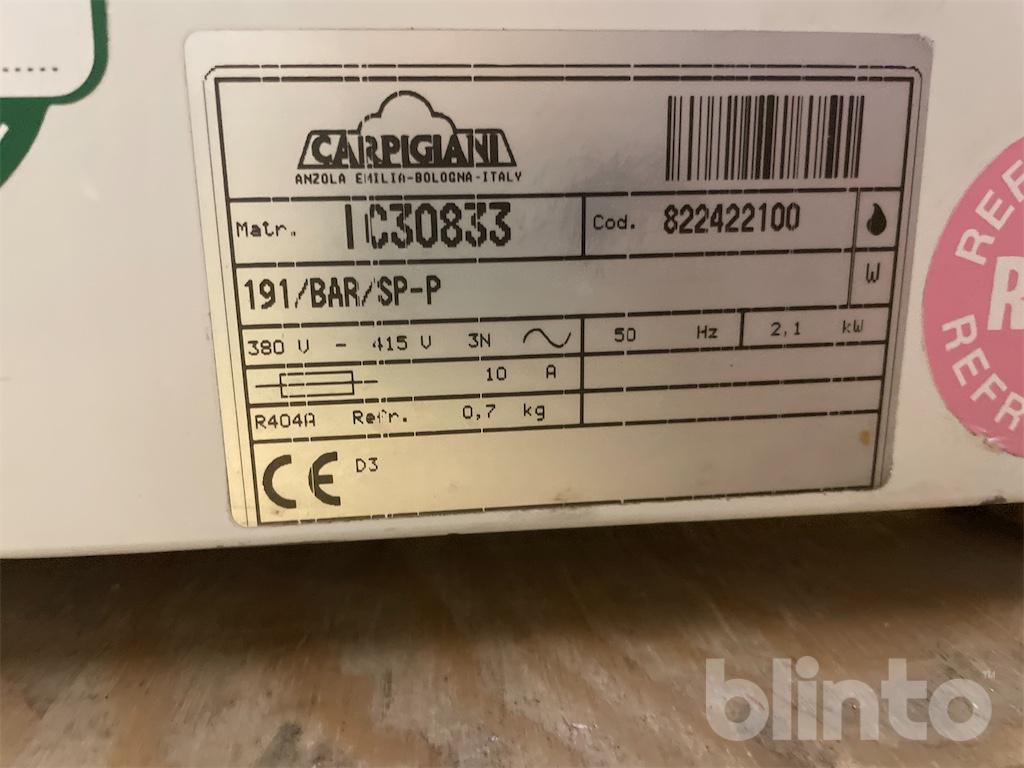 CARPIGIANI
ANZOLA EMILIA-BOLOGNA-ITALY
Matr. IC30833 Cod. 822422100
191/BAR/SP-P W
380 V - 415 V 3N 50 Hz 2,1 kW
10 A
R404A Refr. 0,7 kg
CE D3
blinto™